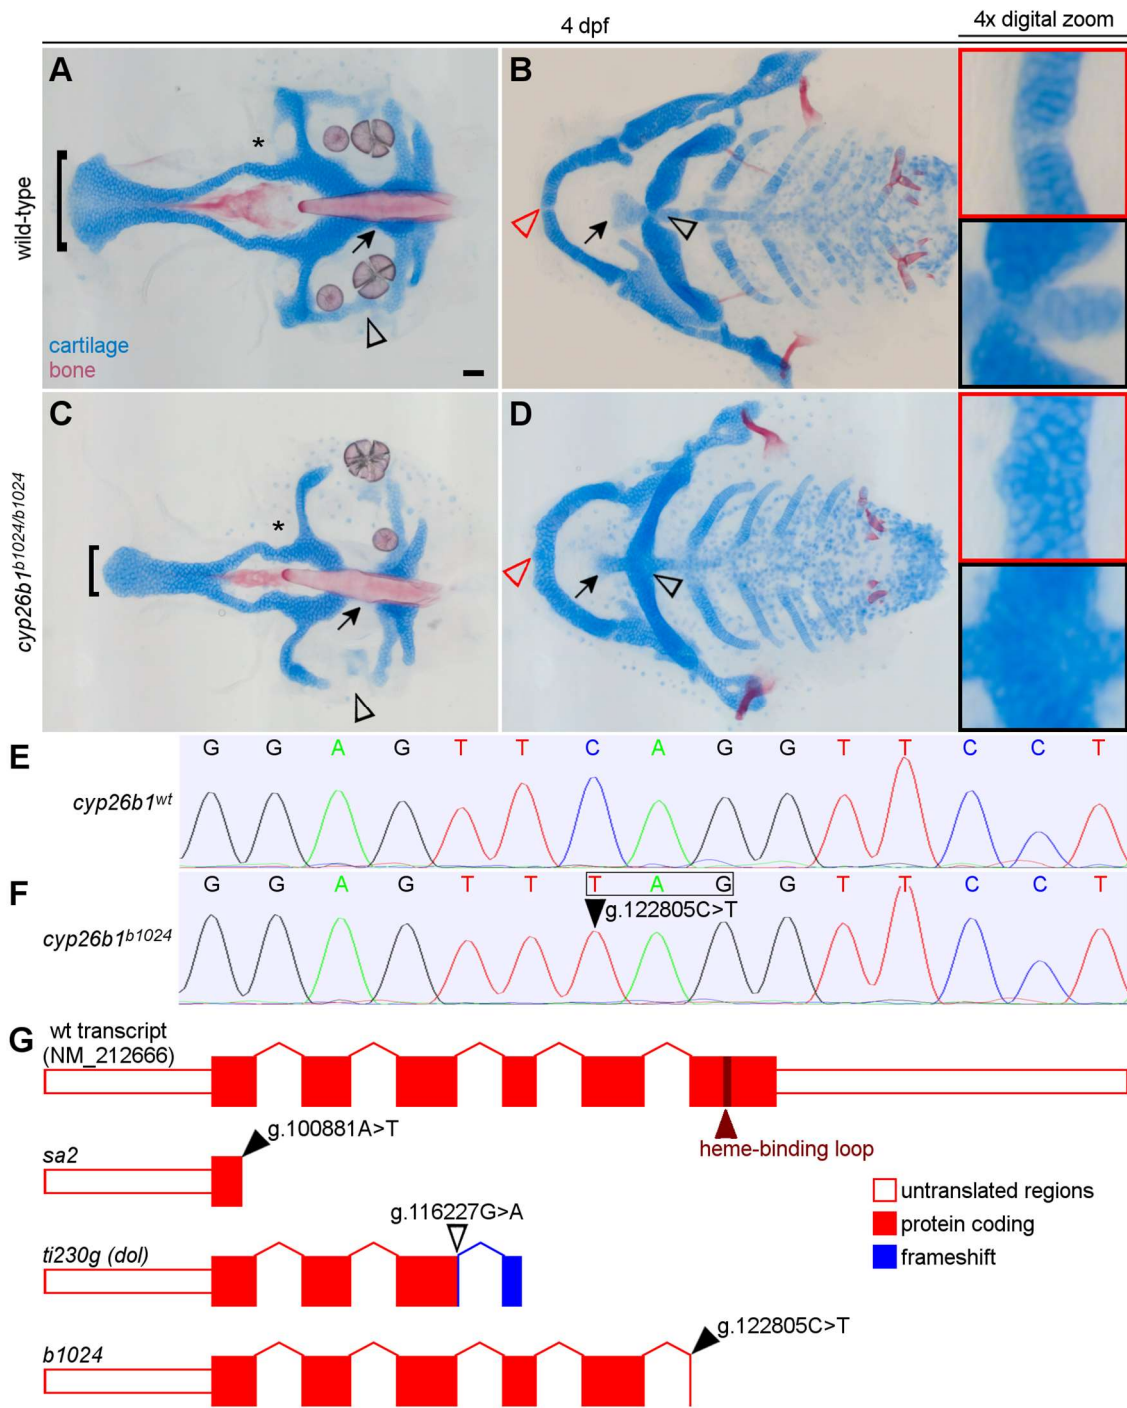 4 dpf
4x digital zoom
A
B
*
wild-type
cartilage
bone
C
D
*
cyp26b1b1024/b1024
E
G G A G T T C A G G T T C C T
cyp26b1wt
F
G G A G T T T A G G T T C C T
g.122805C>T
cyp26b1b1024
G
wt transcript
(NM_212666)
heme-binding loop
g.100881A>T
sa2
untranslated regions
protein coding
frameshift
g.116227G>A
ti230g (dol)
g.122805C>T
b1024